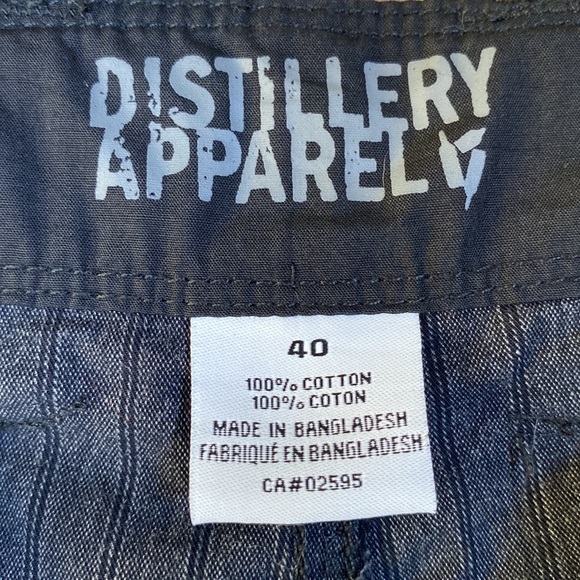 DISTILLERY
APPAREL
40
100% COTTON
100% COTON
MADE IN BANGLADESH
FABRIQUÉ EN BANGLADESH
CA#02595